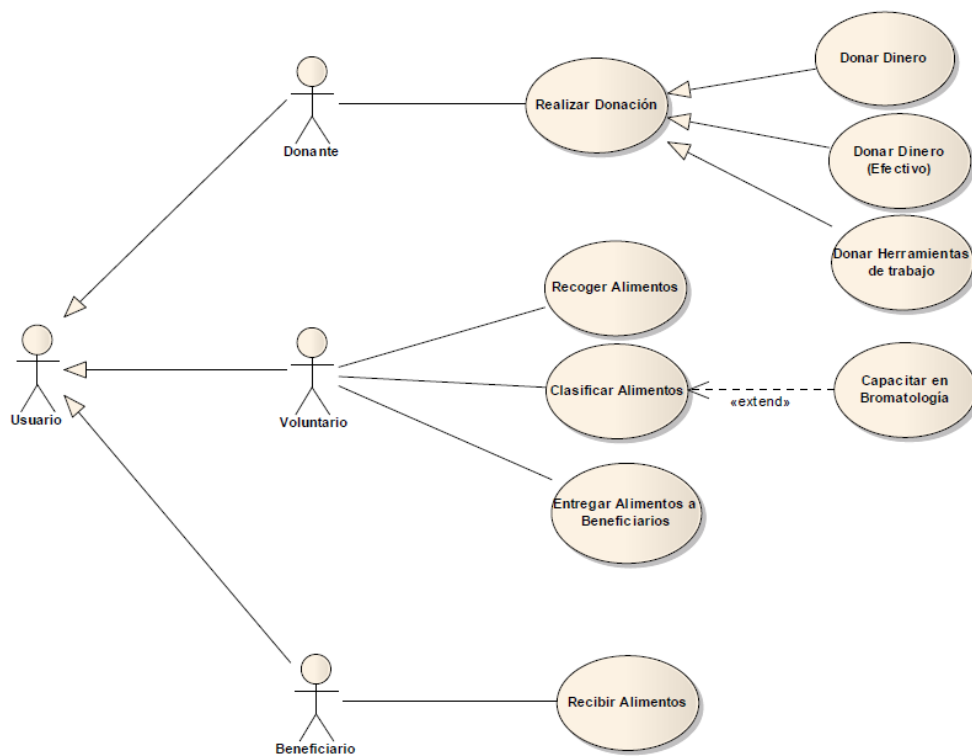 Donar Dinero
Realizar Donación
Donante
Donar Dinero
(Efectivo)
Donar Herramientas
de trabajo
Recoger Alimentos
Usuario
Voluntario
Clasificar Alimentos
«extend»
Capacitar en
Bromatología
Entregar Alimentos a
Beneficiarios
Beneficiario
Recibir Alimentos